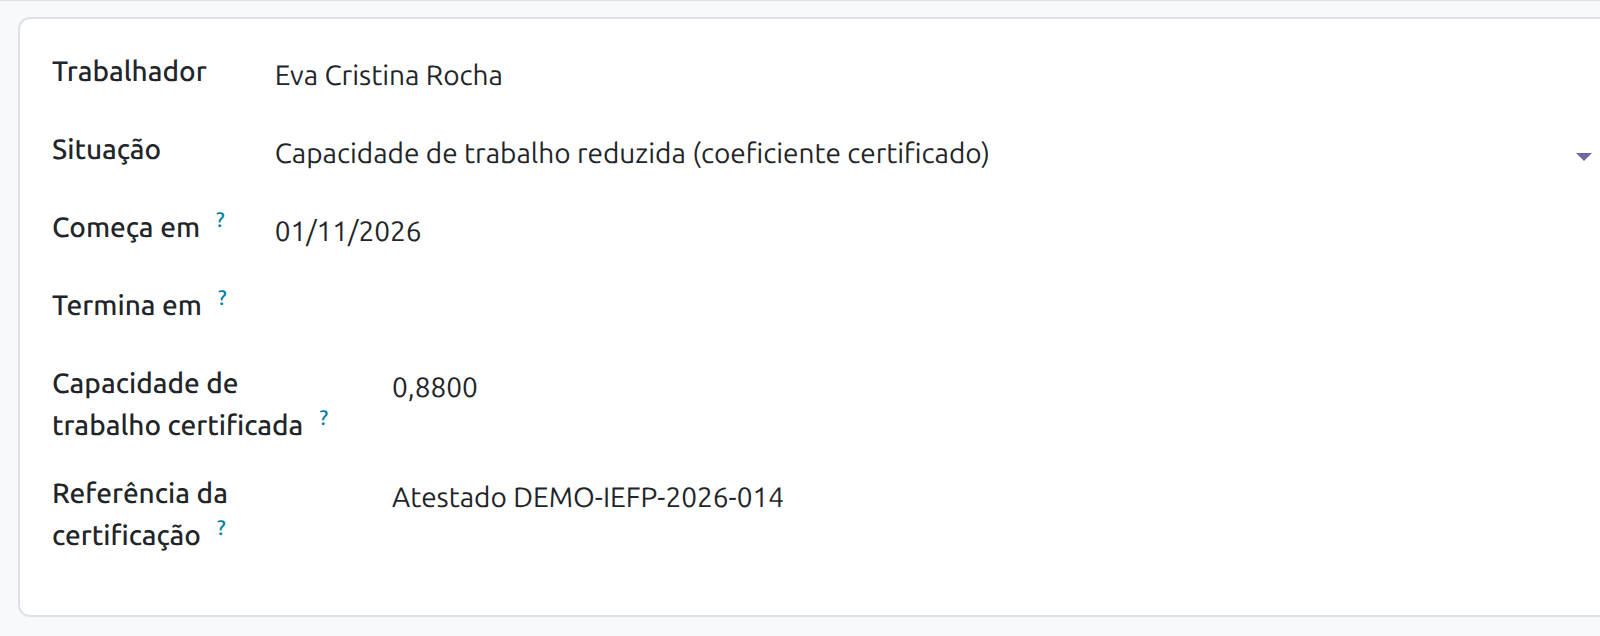 Trabalhador Eva Cristina Rocha
Situação Capacidade de trabalho reduzida (coeficiente certificado)
Começa em ? 01/11/2026
Termina em ?
Capacidade de trabalho certificada ? 0,8800
Referência da certificação ? Atestado DEMO-IEFP-2026-014